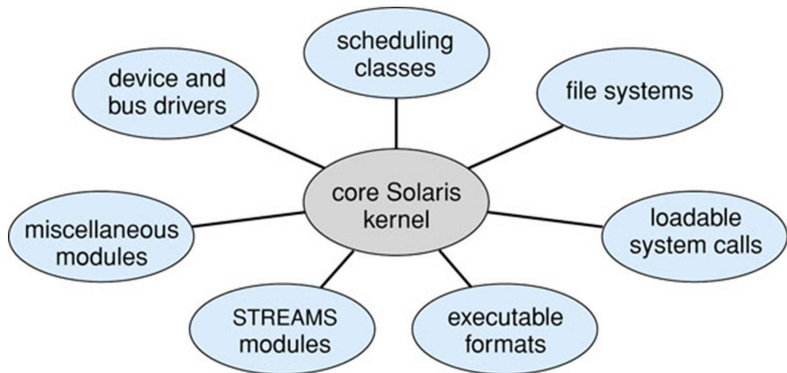 scheduling
classes
device and
bus drivers
file systems
core Solaris
kernel
miscellaneous
modules
loadable
system calls
STREAMS
modules
executable
formats